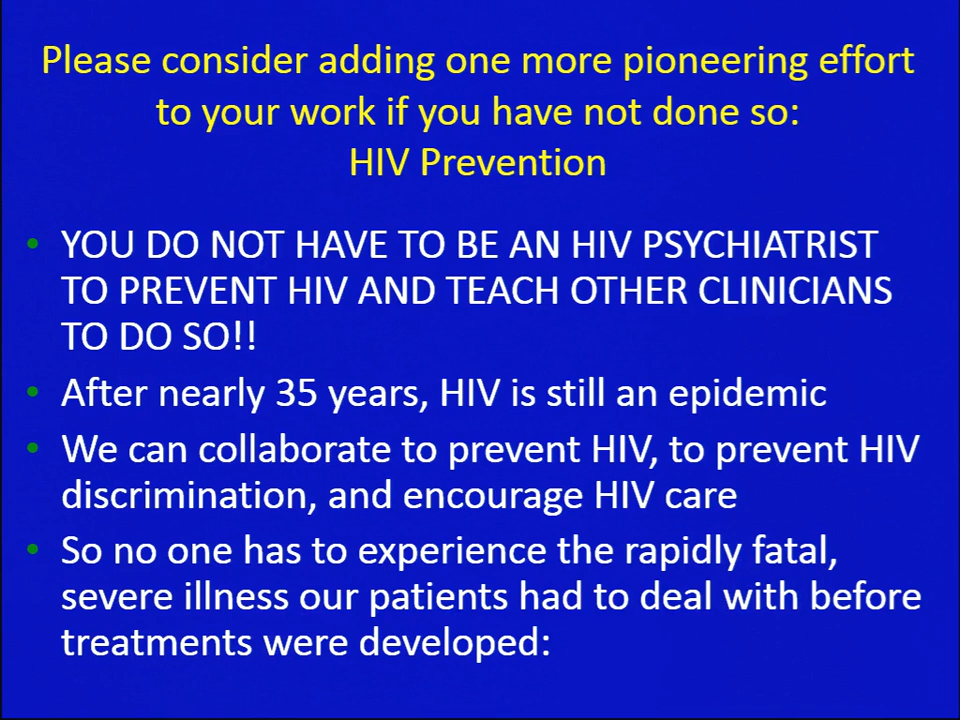 Please consider adding one more pioneering effort
to your work if you have not done so:
HIV Prevention
• YOU DO NOT HAVE TO BE AN HIV PSYCHIATRIST
TO PREVENT HIV AND TEACH OTHER CLINICIANS
TO DO SO!!
• After nearly 35 years, HIV is still an epidemic
• We can collaborate to prevent HIV, to prevent HIV
discrimination, and encourage HIV care
• So no one has to experience the rapidly fatal,
severe illness our patients had to deal with before
treatments were developed: